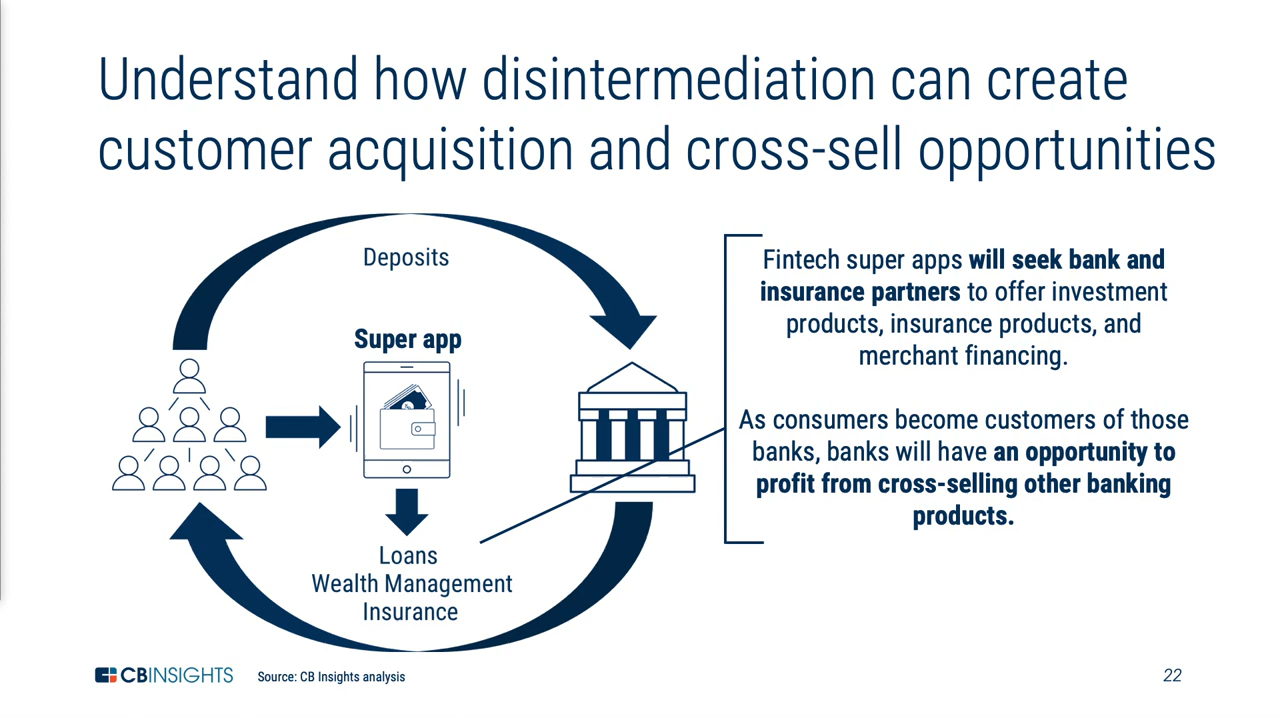 Understand how disintermediation can create
customer acquisition and cross-sell opportunities
Deposits
Super app
Loans
Wealth Management
Insurance
Fintech super apps will seek bank and
insurance partners to offer investment
products, insurance products, and
merchant financing.
As consumers become customers of those
banks, banks will have an opportunity to
profit from cross-selling other banking
products.
CBINSIGHTS
Source: CB Insights analysis
22